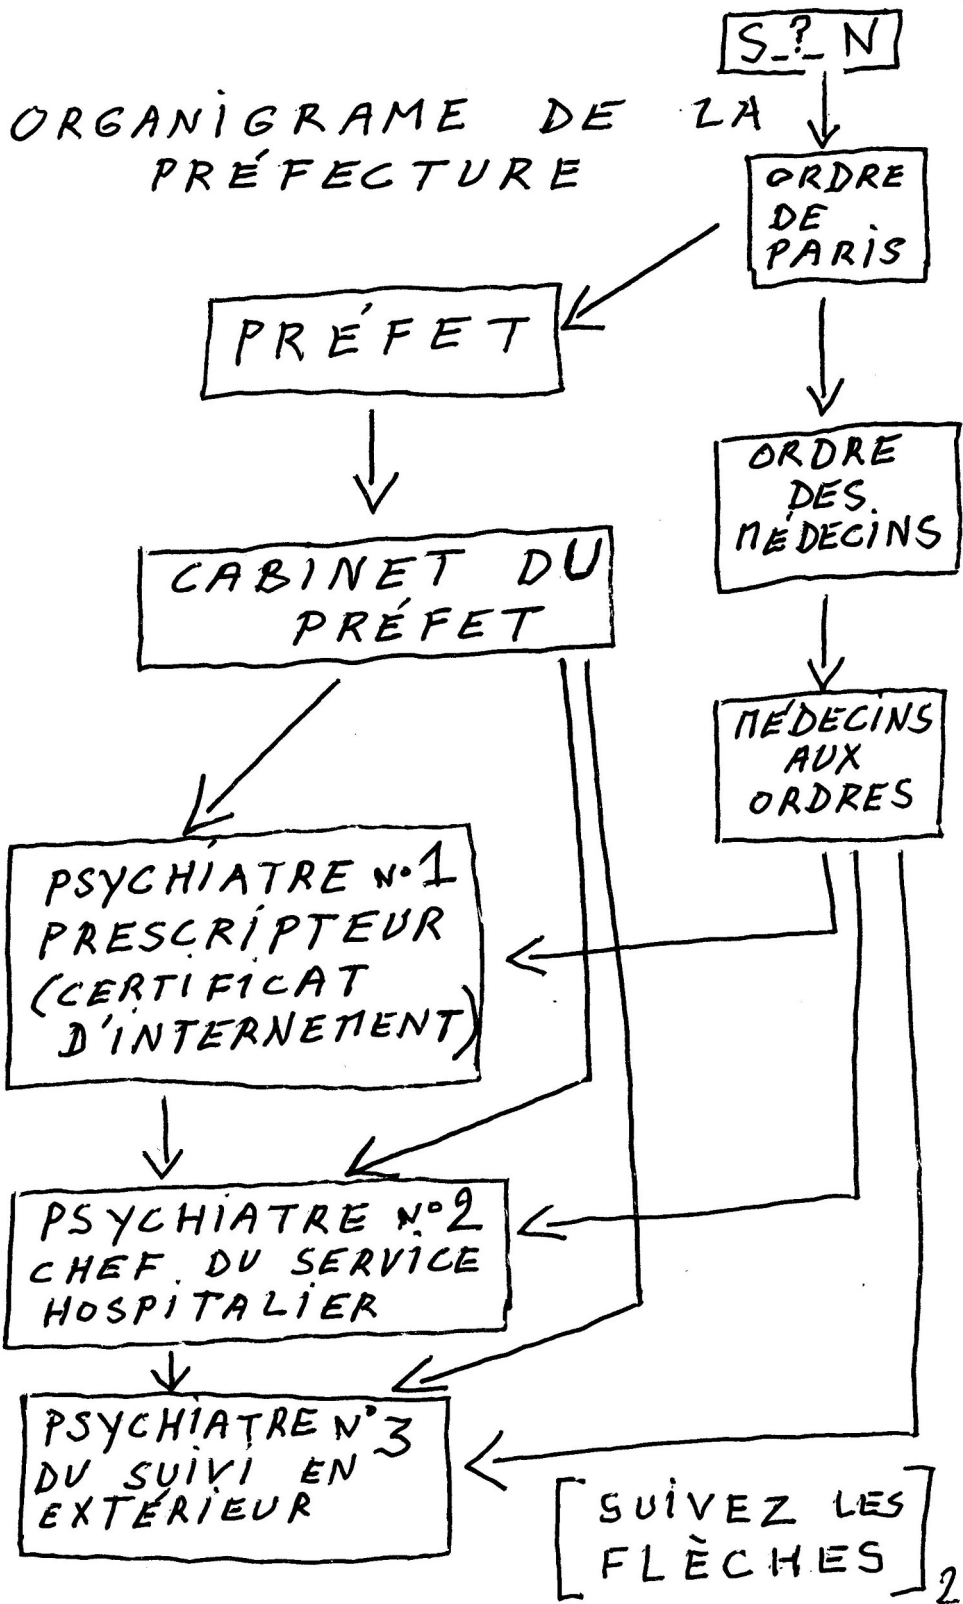 S_?_N
ORGANIGRAME DE LA
PRÉFECTURE
ORDRE
DE
PARIS
PRÉFET
ORDRE
DES
MÉDECINS
CABINET DU
PRÉFET
MÉDECINS
AUX
ORDRES
PSYCHIATRE N°1
PRESCRIPTEUR
(CERTIFICAT
D'INTERNEMENT)
PSYCHIATRE N°2
CHEF DU SERVICE
HOSPITALIER
PSYCHIATRE N°3
DU SUIVI EN
EXTÉRIEUR
[SUIVEZ LES
FLÈCHES]
2